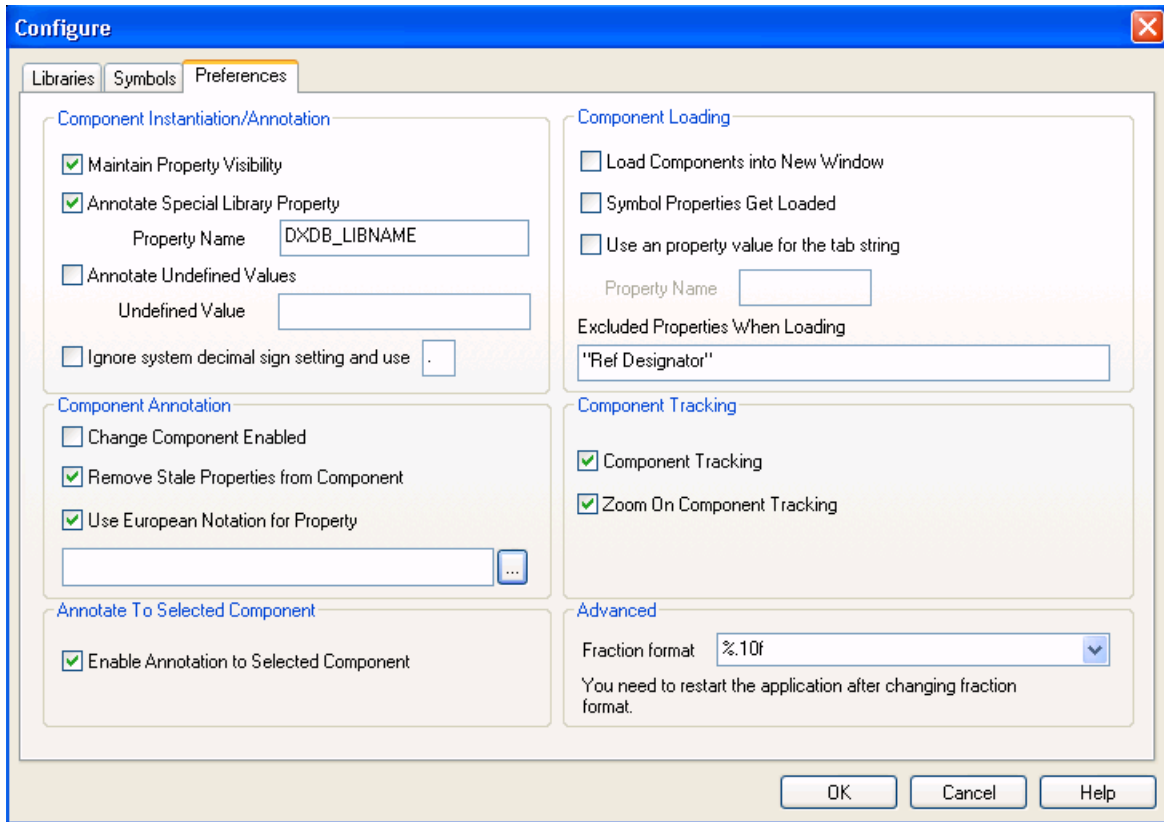 Configure
Libraries Symbols Preferences
Component Instantiation/Annotation
Maintain Property Visibility
Annotate Special Library Property
Property Name DXDB_LIBNAME
Annotate Undefined Values
Undefined Value
Ignore system decimal sign setting and use .
Component Loading
Load Components into New Window
Symbol Properties Get Loaded
Use an property value for the tab string
Property Name
Excluded Properties When Loading
"Ref Designator"
Component Annotation
Change Component Enabled
Remove Stale Properties from Component
Use European Notation for Property
...
Component Tracking
Component Tracking
Zoom On Component Tracking
Annotate To Selected Component
Enable Annotation to Selected Component
Advanced
Fraction format %.10f
You need to restart the application after changing fraction
format.
OK Cancel Help